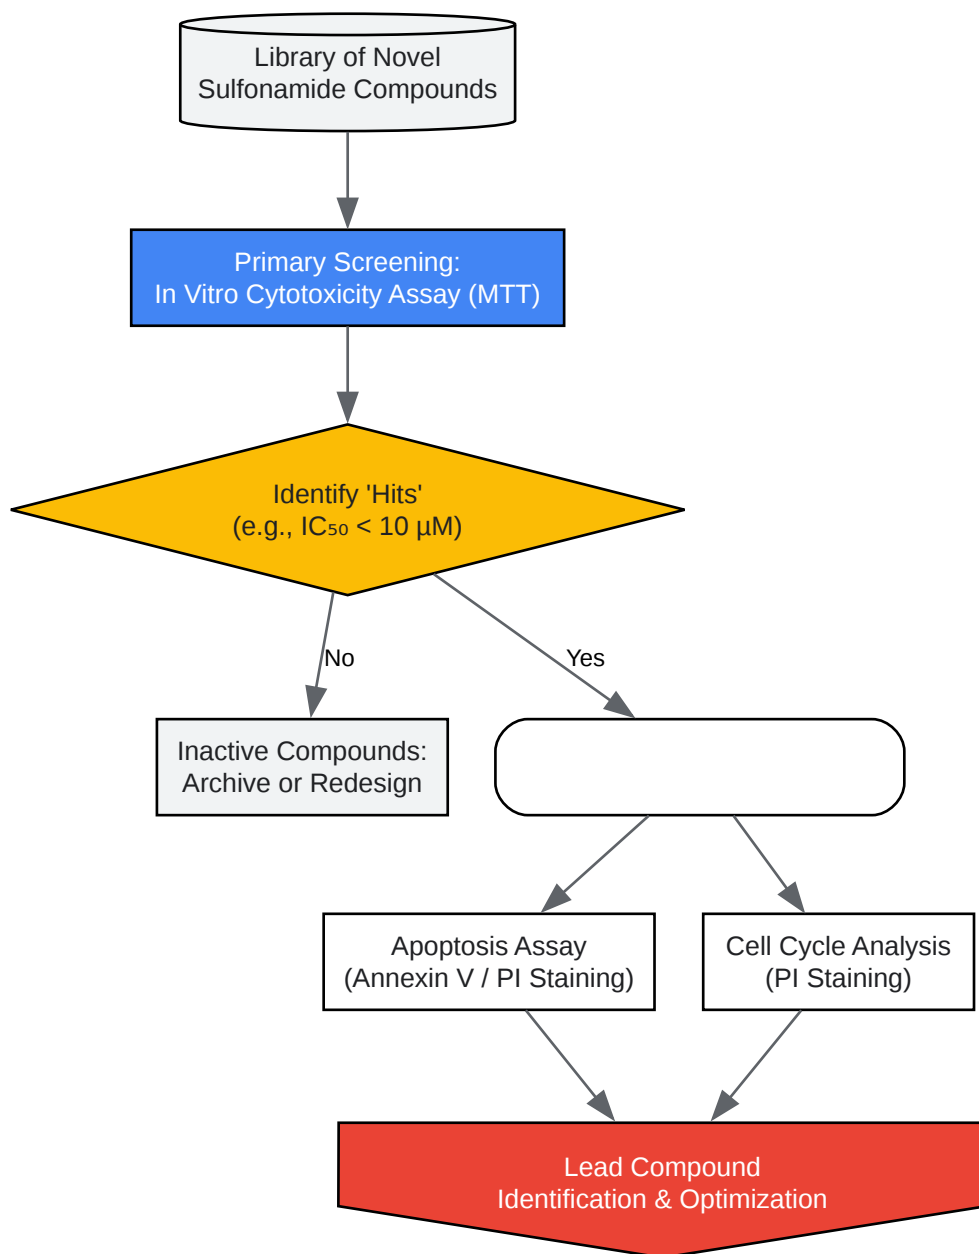 Library of Novel
Sulfonamide Compounds
Primary Screening:
In Vitro Cytotoxicity Assay (MTT)
Identify 'Hits'
(e.g., IC₅₀ < 10 µM)
No
Yes
Inactive Compounds:
Archive or Redesign
Apoptosis Assay
(Annexin V / PI Staining)
Cell Cycle Analysis
(PI Staining)
Lead Compound
Identification & Optimization